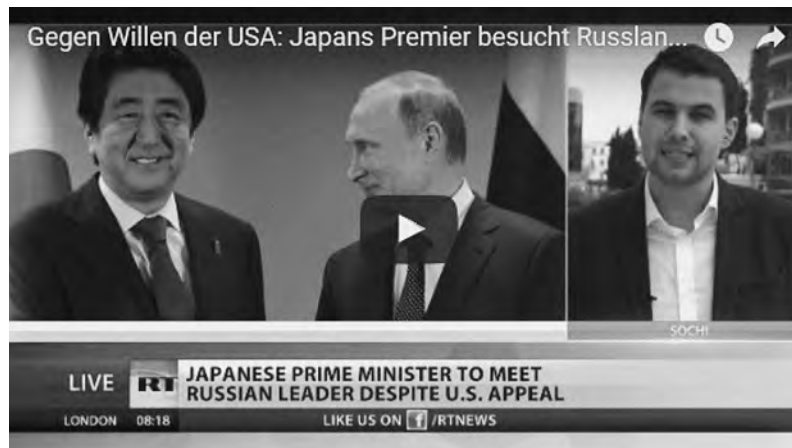 Gegen Willen der USA: Japans Premier besucht Russlan...
SOCHI
LIVE RT JAPANESE PRIME MINISTER TO MEET
RUSSIAN LEADER DESPITE U.S. APPEAL
LONDON 08:18 LIKE US ON f /RTNEWS